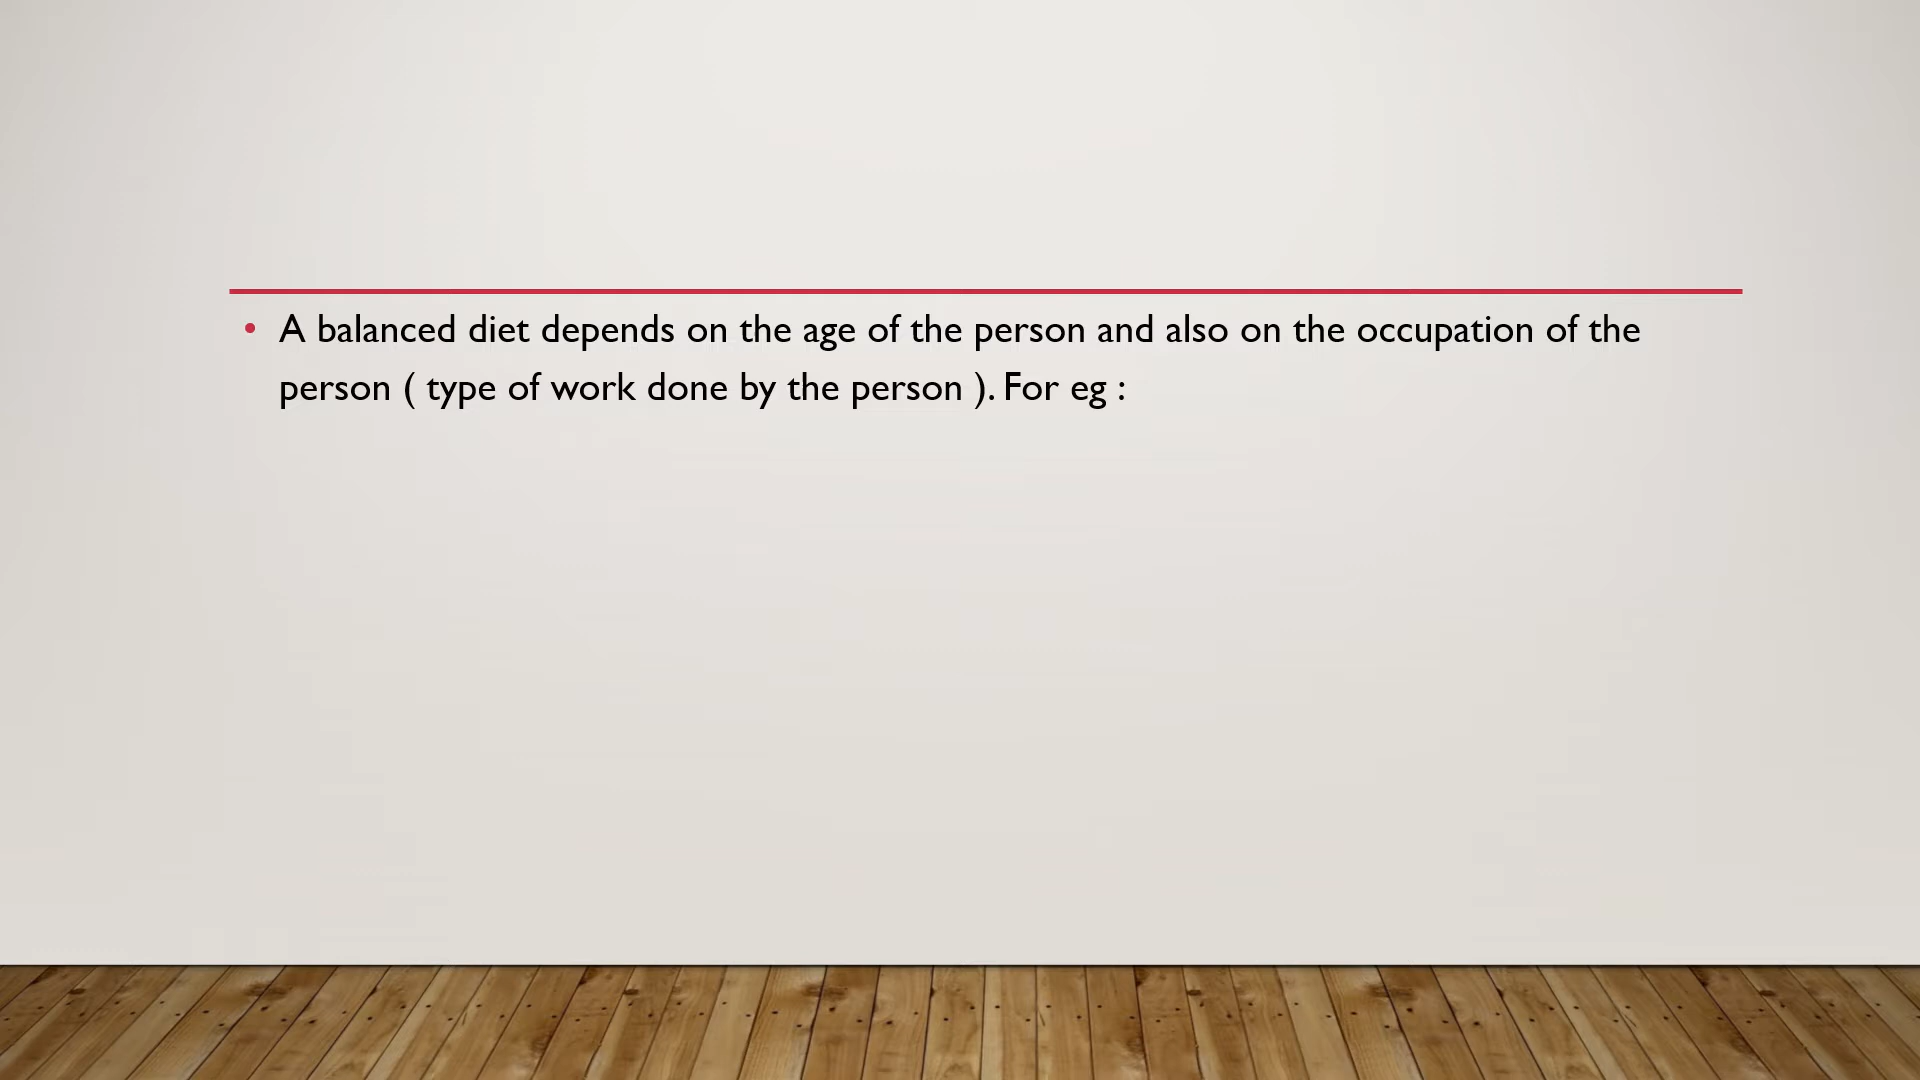 • A balanced diet depends on the age of the person and also on the occupation of the
person ( type of work done by the person ). For eg :